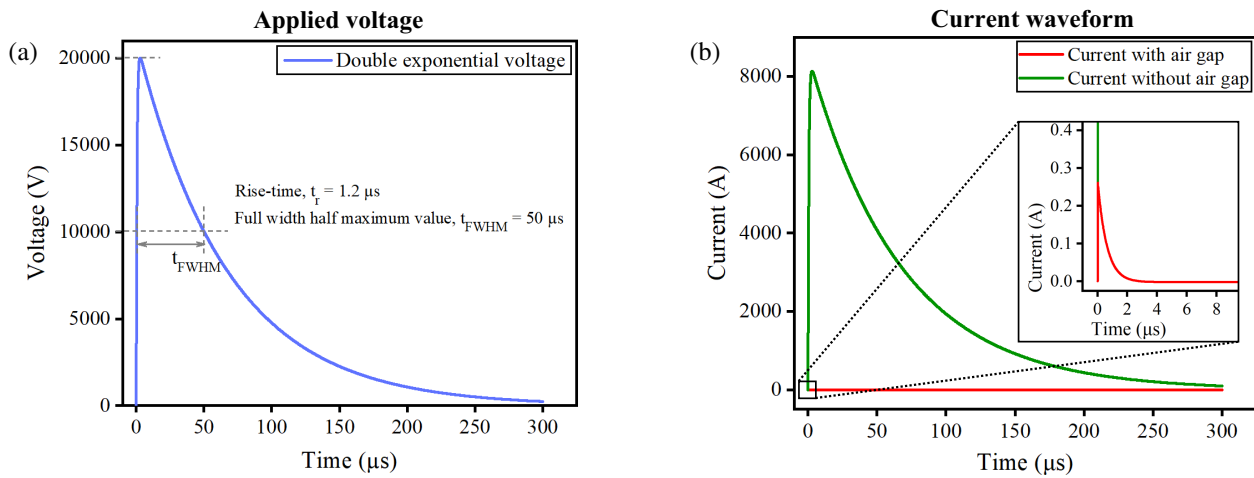 Applied voltage
(a)
Double exponential voltage
Voltage (V)
20000
15000
10000
5000
0
Rise-time, tr = 1.2 μs
Full width half maximum value, tFWHM = 50 μs
tFWHM
0 50 100 150 200 250 300
Time (μs)
Current waveform
(b)
Current with air gap
Current without air gap
Current (A)
8000
6000
4000
2000
0
Current (A)
0.4
0.3
0.2
0.1
0.0
0 2 4 6 8
Time (μs)
0 50 100 150 200 250 300
Time (μs)